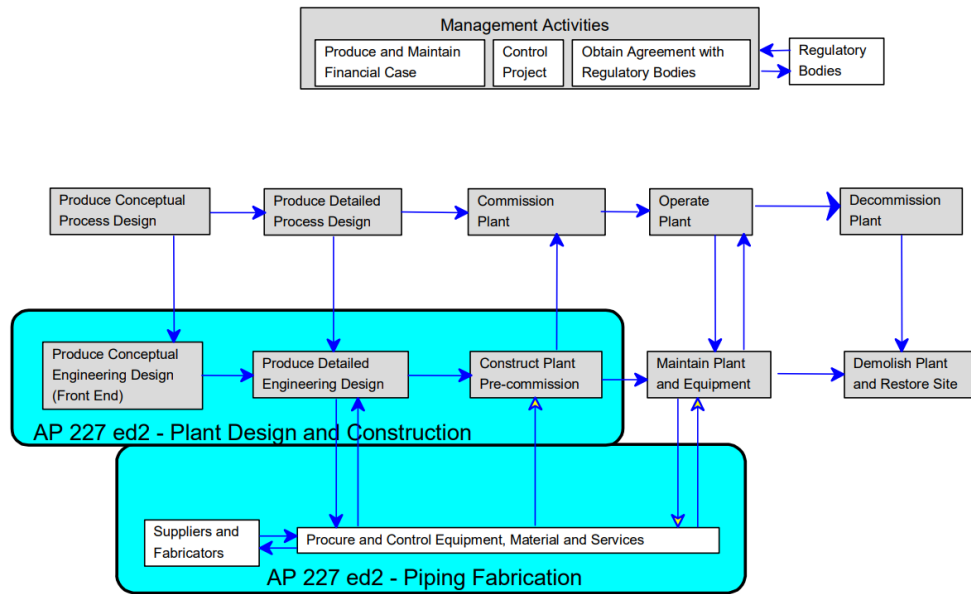 Management Activities
Produce and Maintain
Financial Case
Control
Project
Obtain Agreement with
Regulatory Bodies
Regulatory
Bodies
Produce Conceptual
Process Design
Produce Detailed
Process Design
Commission
Plant
Operate
Plant
Decommission
Plant
Produce Conceptual
Engineering Design
(Front End)
Produce Detailed
Engineering Design
Construct Plant
Pre-commission
Maintain Plant
and Equipment
Demolish Plant
and Restore Site
AP 227 ed2 - Plant Design and Construction
Suppliers and
Fabricators
Procure and Control Equipment, Material and Services
AP 227 ed2 - Piping Fabrication